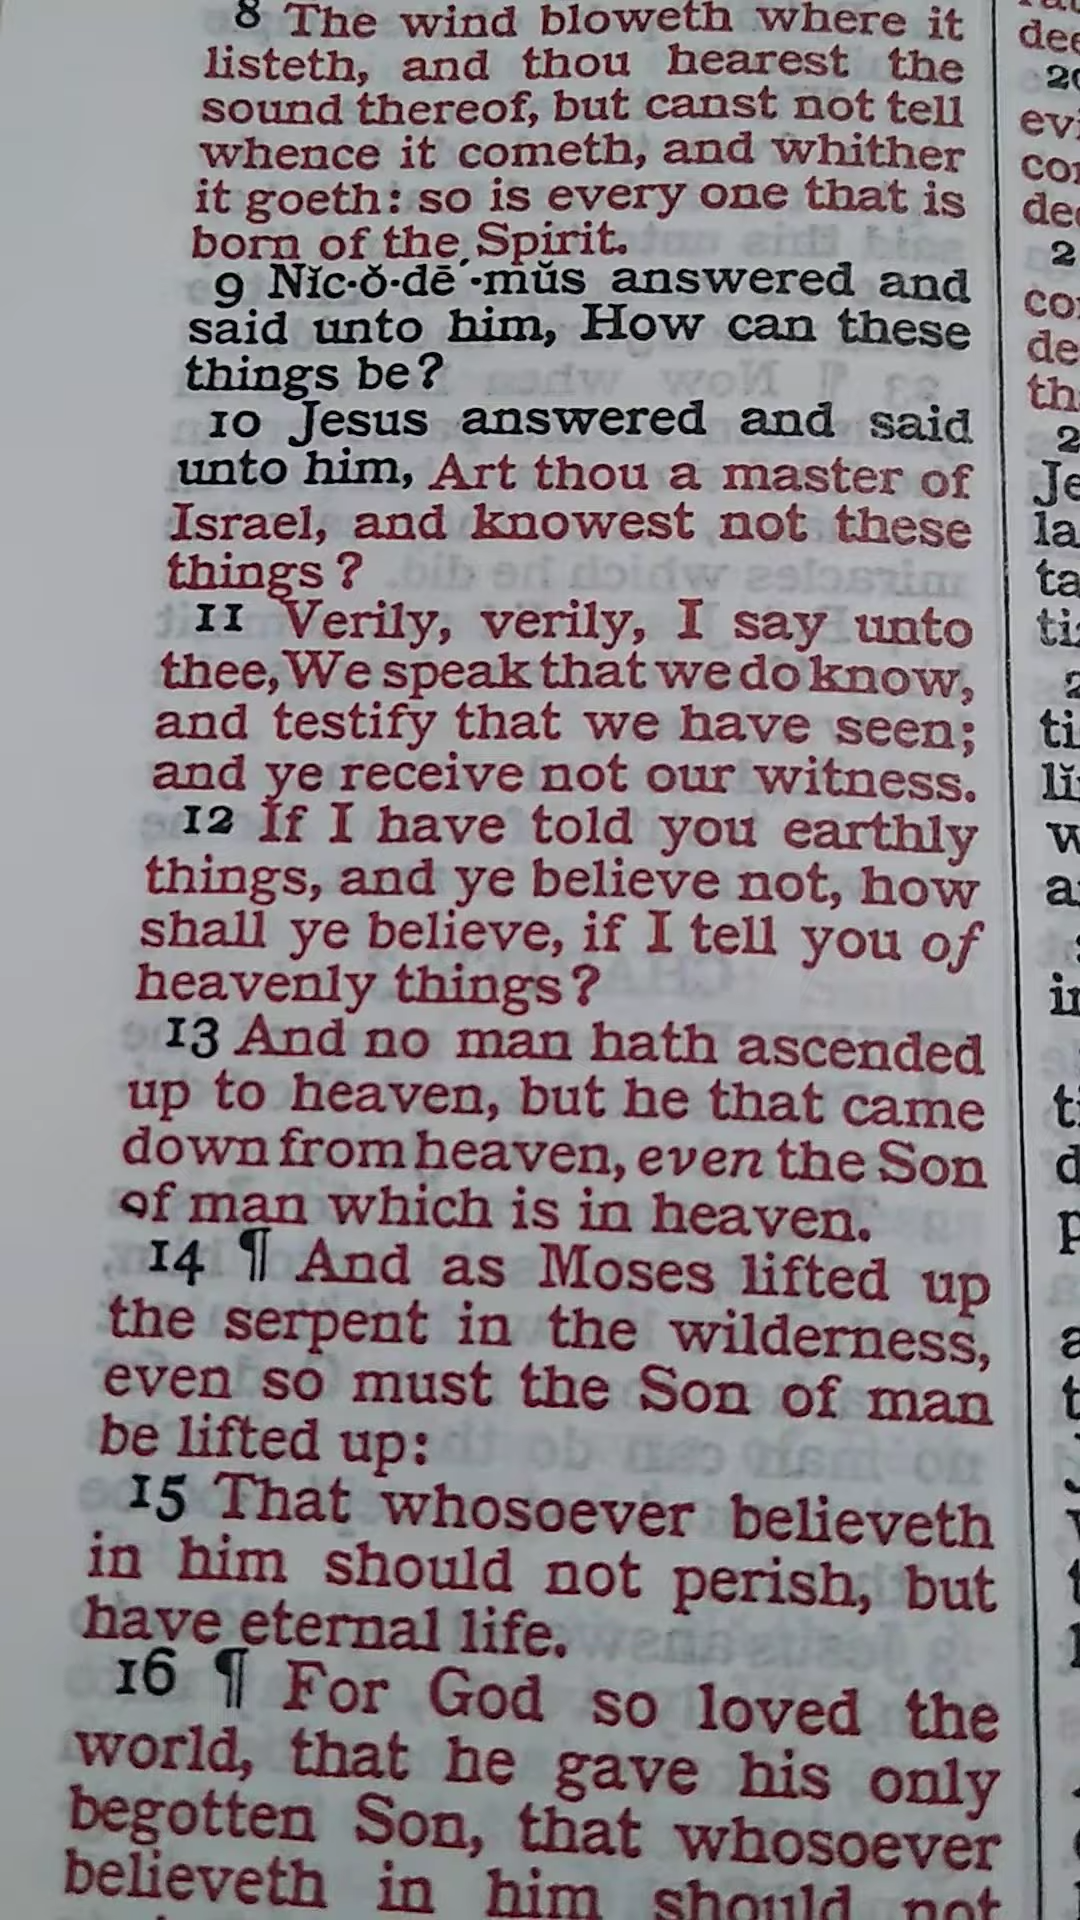 8 The wind bloweth where it
listeth, and thou hearest the
sound thereof, but canst not tell
whence it cometh, and whither
it goeth: so is every one that is
born of the Spirit.
9 Nĭc·ŏ·dē´·mŭs answered and
said unto him, How can these
things be?
10 Jesus answered and said
unto him, Art thou a master of
Israel, and knowest not these
things?
11 Verily, verily, I say unto
thee, We speak that we do know,
and testify that we have seen;
and ye receive not our witness.
12 If I have told you earthly
things, and ye believe not, how
shall ye believe, if I tell you of
heavenly things?
13 And no man hath ascended
up to heaven, but he that came
down from heaven, even the Son
of man which is in heaven.
14 ¶ And as Moses lifted up
the serpent in the wilderness,
even so must the Son of man
be lifted up:
15 That whosoever believeth
in him should not perish, but
have eternal life.
16 ¶ For God so loved the
world, that he gave his only
begotten Son, that whosoever
believeth in him should not